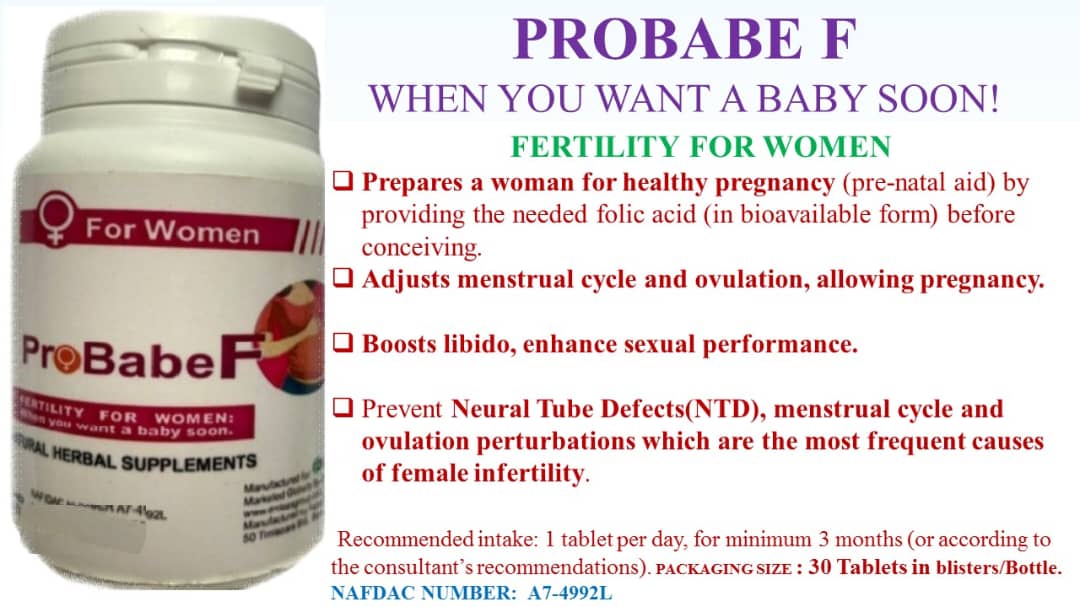 PROBABE F
WHEN YOU WANT A BABY SOON!
FERTILITY FOR WOMEN
❑ Prepares a woman for healthy pregnancy (pre-natal aid) by
providing the needed folic acid (in bioavailable form) before
conceiving.
❑ Adjusts menstrual cycle and ovulation, allowing pregnancy.
❑ Boosts libido, enhance sexual performance.
❑ Prevent Neural Tube Defects(NTD), menstrual cycle and
ovulation perturbations which are the most frequent causes
of female infertility.
Recommended intake: 1 tablet per day, for minimum 3 months (or according to
the consultant's recommendations). PACKAGING SIZE : 30 Tablets in blisters/Bottle.
NAFDAC NUMBER: A7-4992L
For Women
ProBabe F
FERTILITY FOR WOMEN:
you want a baby soon.
HERBAL SUPPLEMENTS
Manufactured
Marketed
Manufactured
50